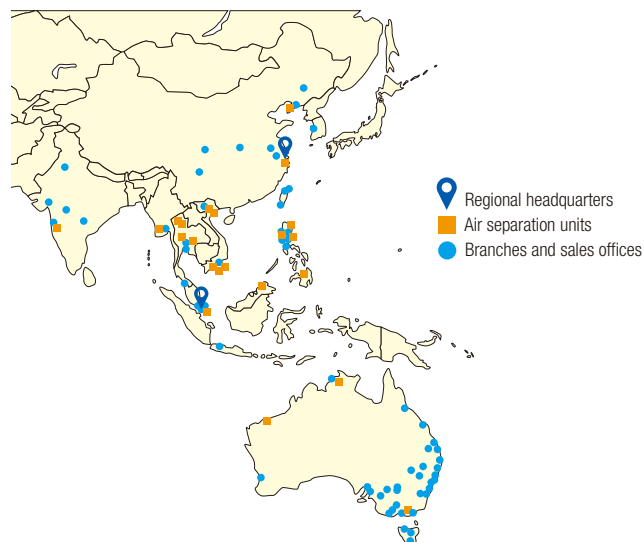 Regional headquarters
Air separation units
Branches and sales offices